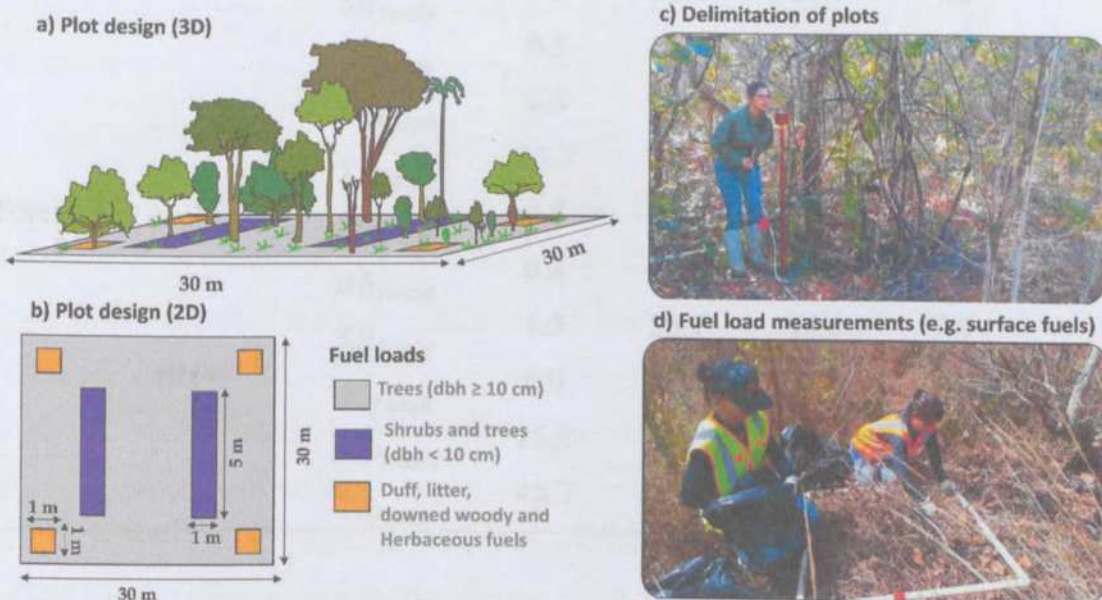 a) Plot design (3D)
30 m
30 m
b) Plot design (2D)
1 m
1 m
5 m
1 m
30 m
30 m
Fuel loads
Trees (dbh ≥ 10 cm)
Shrubs and trees
(dbh < 10 cm)
Duff, litter,
downed woody and
Herbaceous fuels
c) Delimitation of plots
d) Fuel load measurements (e.g. surface fuels)